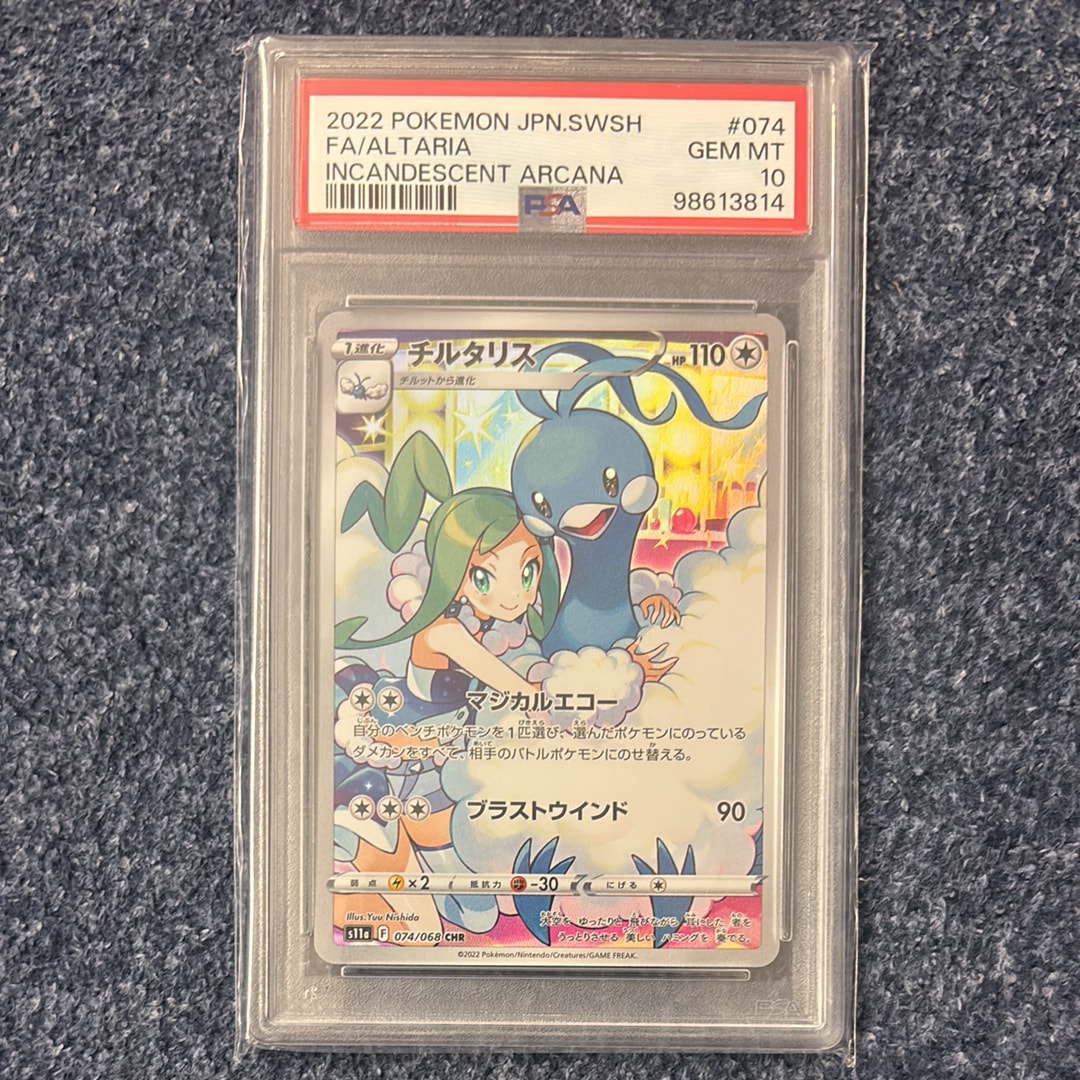 2022 POKEMON JPN.SWSH #074
FA/ALTARIA GEM MT
INCANDESCENT ARCANA 10
PSA 98613814
1進化 チルタリス HP 110
チルットから進化
マジカルエコー
自分のベンチポケモンを1匹選び、選んだポケモンにのっている
ダメカンをすべて、相手のバトルポケモンにのせ替える。
ブラストウインド 90
弱点 ×2 抵抗力 -30 にげる
Illus.Yuu Nishida
大空を ゆったりと 飛びながら 耳にした 者を
うっとりさせる 美しい ハミングを 奏でる。
s11a F 074/068 CHR
©2022 Pokémon/Nintendo/Creatures/GAME FREAK.
PSA